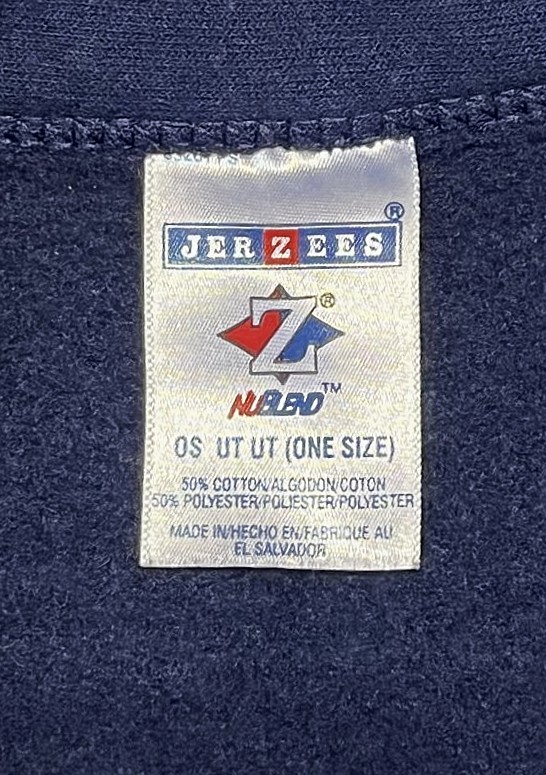 JERZEES®
Z®
NUBLEND™
OS UT UT (ONE SIZE)
50% COTTON/ALGODON/COTON
50% POLYESTER/POLIESTER/POLYESTER
MADE IN/HECHO EN/FABRIQUE AU
EL SALVADOR